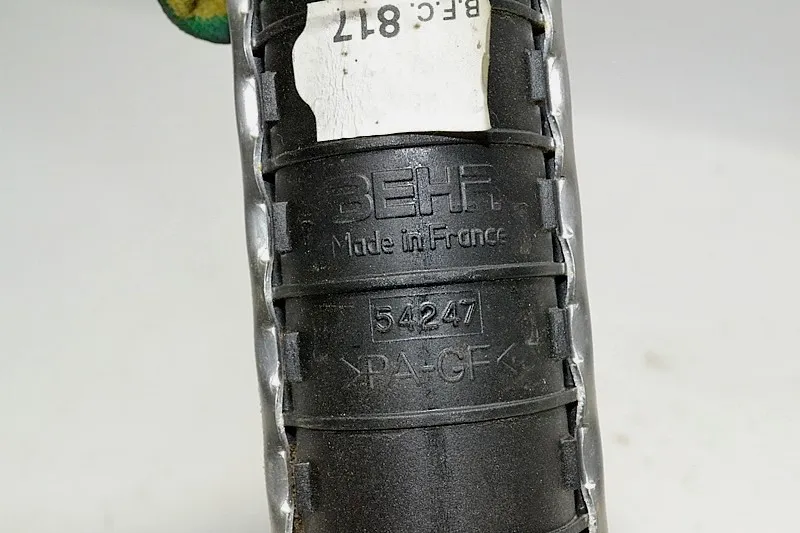 B.F.C. 817
BEHR
Made in France
54247
>PA-GF<